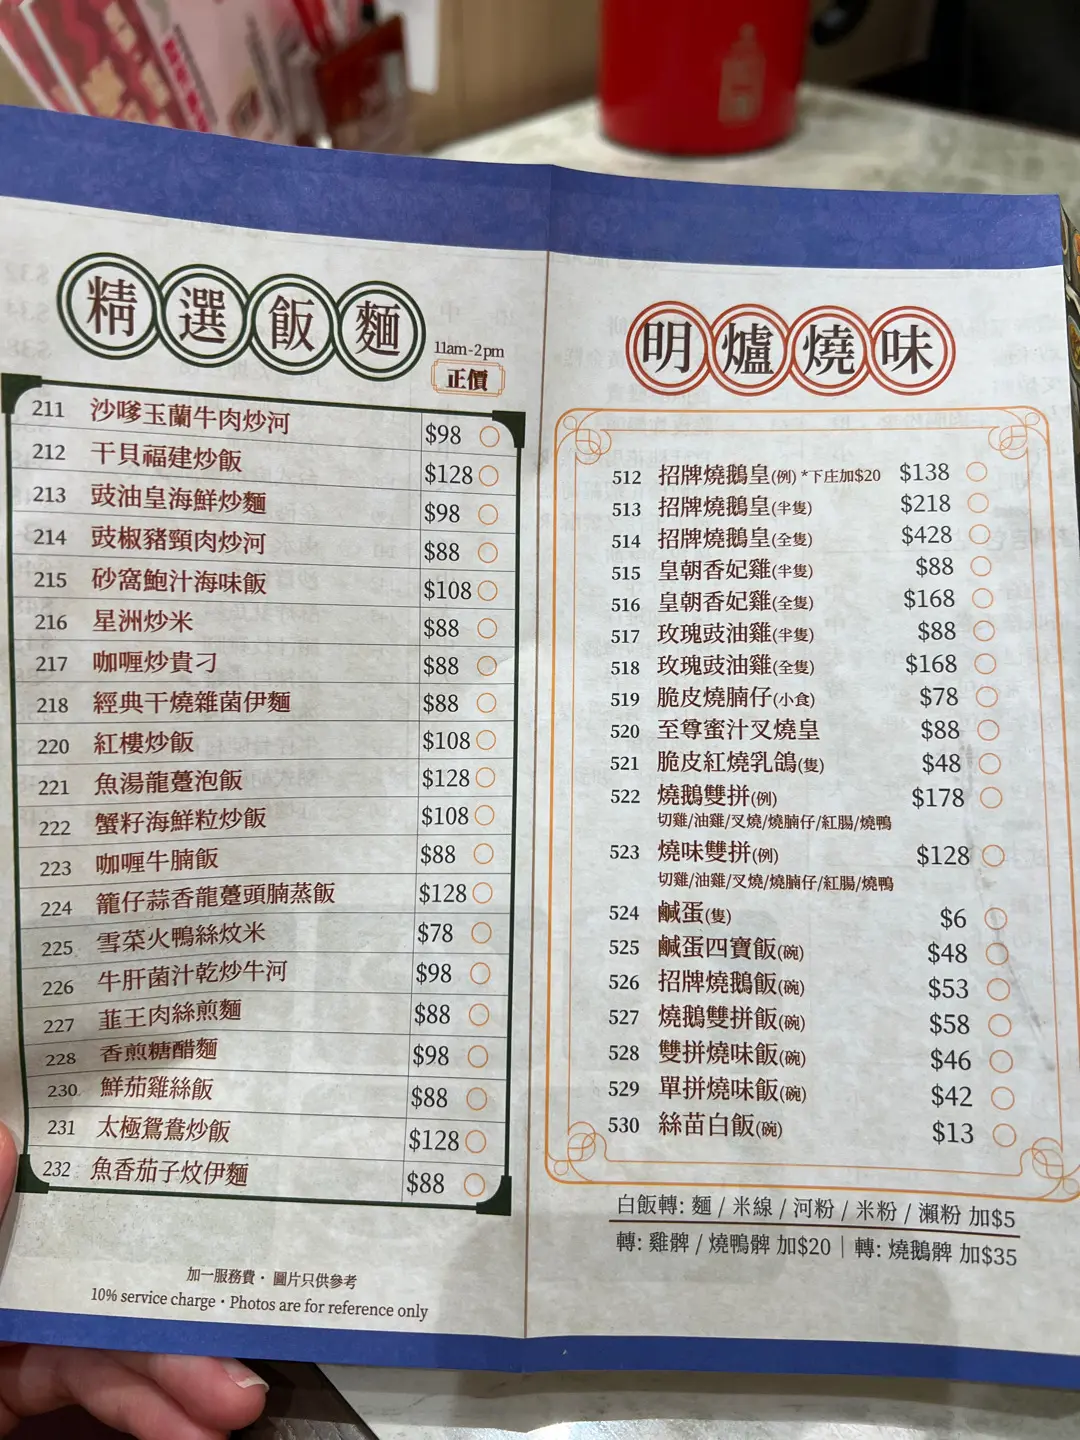 精選飯麵
11am-2pm
正價
211 沙嗲玉蘭牛肉炒河 $98
212 干貝福建炒飯 $128
213 豉油皇海鮮炒麵 $98
214 豉椒豬頸肉炒河 $88
215 砂窩鮑汁海味飯 $108
216 星洲炒米 $88
217 咖喱炒貴刁 $88
218 經典干燒雜菌伊麵 $88
220 紅樓炒飯 $108
221 魚湯龍躉泡飯 $128
222 蟹籽海鮮粒炒飯 $108
223 咖喱牛腩飯 $88
224 籠仔蒜香龍躉頭腩蒸飯 $128
225 雪菜火鴨絲炆米 $78
226 牛肝菌汁乾炒牛河 $98
227 韮王肉絲煎麵 $88
228 香煎糖醋麵 $98
230 鮮茄雞絲飯 $88
231 太極鴛鴦炒飯 $128
232 魚香茄子炆伊麵 $88
加一服務費・圖片只供參考
10% service charge・Photos are for reference only
明爐燒味
512 招牌燒鵝皇(例) *下庄加$20 $138
513 招牌燒鵝皇(半隻) $218
514 招牌燒鵝皇(全隻) $428
515 皇朝香妃雞(半隻) $88
516 皇朝香妃雞(全隻) $168
517 玫瑰豉油雞(半隻) $88
518 玫瑰豉油雞(全隻) $168
519 脆皮燒腩仔(小食) $78
520 至尊蜜汁叉燒皇 $88
521 脆皮紅燒乳鴿(隻) $48
522 燒鵝雙拼(例) $178
切雞/油雞/叉燒/燒腩仔/紅腸/燒鴨
523 燒味雙拼(例) $128
切雞/油雞/叉燒/燒腩仔/紅腸/燒鴨
524 鹹蛋(隻) $6
525 鹹蛋四寶飯(碗) $48
526 招牌燒鵝飯(碗) $53
527 燒鵝雙拼飯(碗) $58
528 雙拼燒味飯(碗) $46
529 單拼燒味飯(碗) $42
530 絲苗白飯(碗) $13
白飯轉: 麵 / 米線 / 河粉 / 米粉 / 瀨粉 加$5
轉: 雞髀 / 燒鴨髀 加$20｜轉: 燒鵝髀 加$35